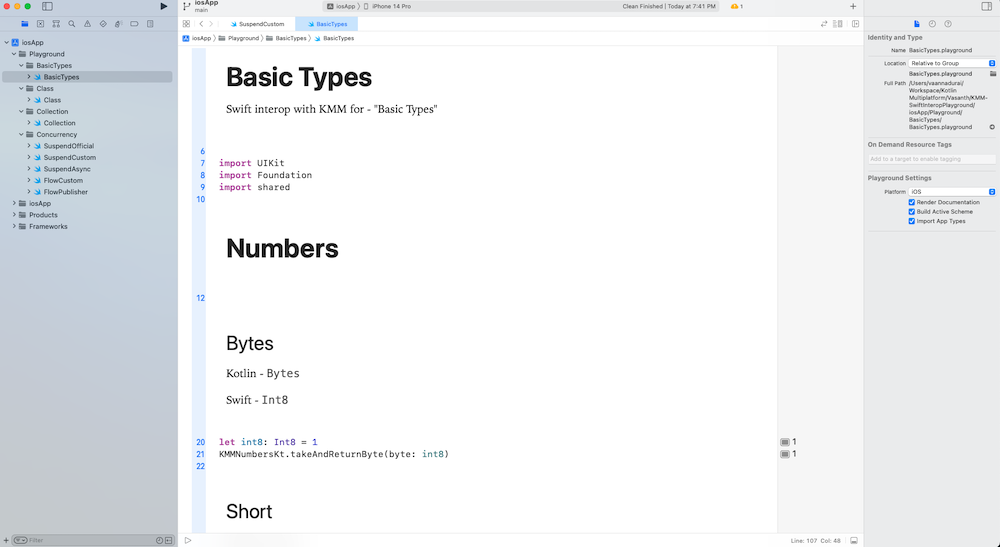 iosApp
main
iosApp
iPhone 14 Pro
Clean Finished | Today at 7:41 PM
1
SuspendCustom
BasicTypes
iosApp
Playground
BasicTypes
Class
Collection
Concurrency
SuspendOfficial
SuspendCustom
SuspendAsync
FlowCustom
FlowPublisher
iosApp
Products
Frameworks
Filter
iosApp 〉 Playground 〉 BasicTypes 〉 BasicTypes
Basic Types
Swift interop with KMM for - "Basic Types"
6
7 import UIKit
8 import Foundation
9 import shared
10
Numbers
12
Bytes
Kotlin - Bytes
Swift - Int8
20 let int8: Int8 = 1
1
21 KMMNumbersKt.takeAndReturnByte(byte: int8)
1
22
Short
Line: 107 Col: 48
Identity and Type
Name BasicTypes.playground
Location Relative to Group
BasicTypes.playground
Full Path /Users/vaannadurai/
Workspace/Kotlin
Multiplatform/Vasanth/KMM-
SwiftInteropPlayground/
iosApp/Playground/
BasicTypes/
BasicTypes.playground
On Demand Resource Tags
Add to a target to enable tagging
Playground Settings
Platform iOS
Render Documentation
Build Active Scheme
Import App Types